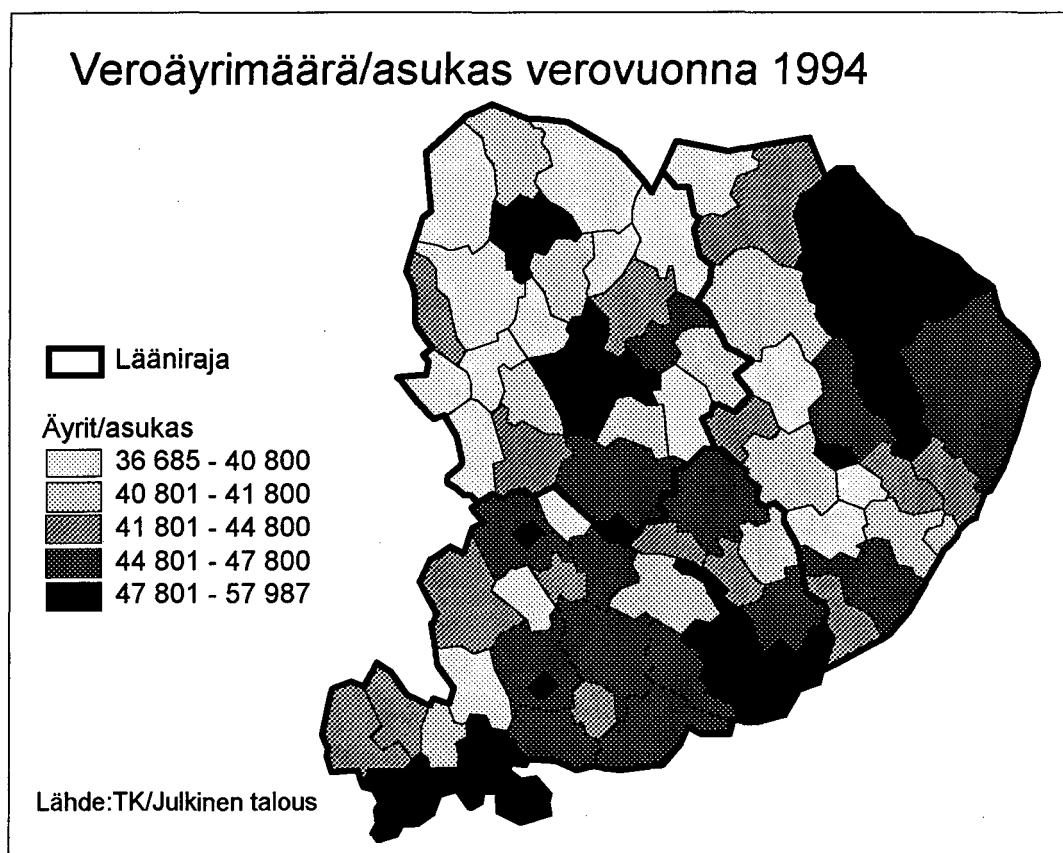 Veroäyrimäärä/asukas verovuonna 1994
Lääniraja
Äyrit/asukas
36 685 - 40 800
40 801 - 41 800
41 801 - 44 800
44 801 - 47 800
47 801 - 57 987
Lähde:TK/Julkinen talous